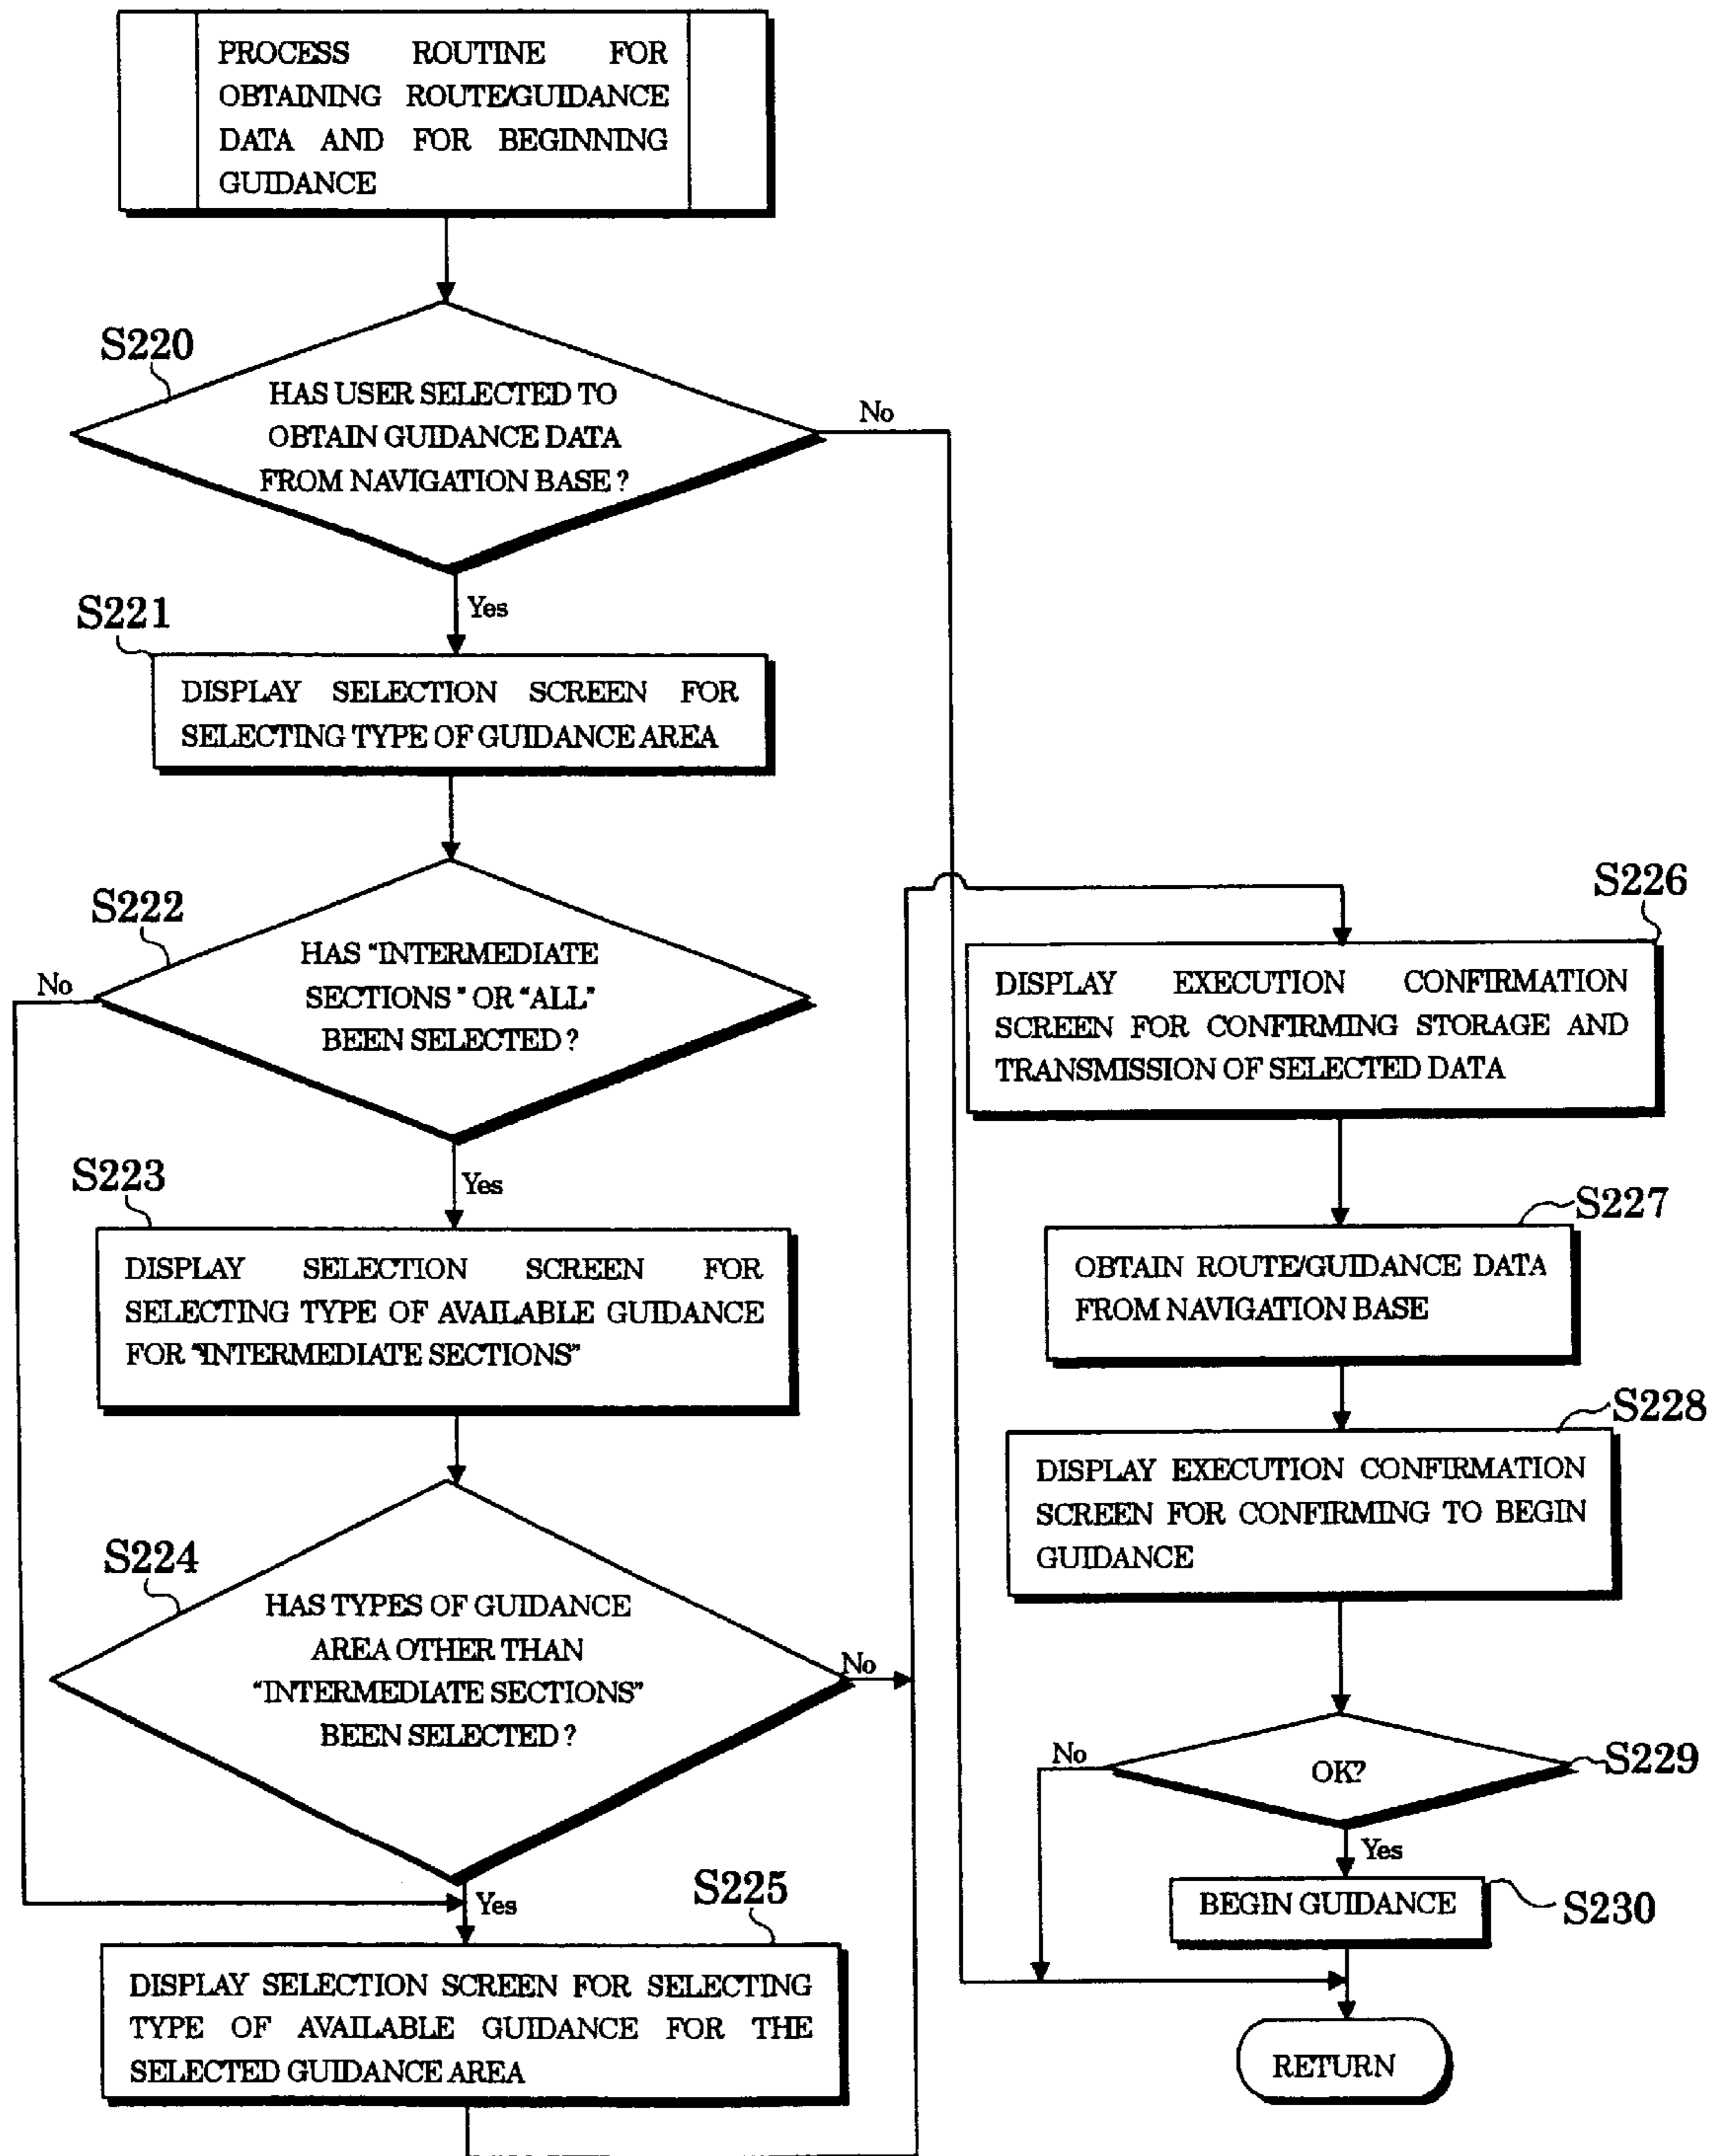 PROCESS ROUTINE FOR
OBTAINING ROUTE/GUIDANCE
DATA AND FOR BEGINNING
GUIDANCE
S220
HAS USER SELECTED TO
OBTAIN GUIDANCE DATA
FROM NAVIGATION BASE ?
No
Yes
S221
DISPLAY SELECTION SCREEN FOR
SELECTING TYPE OF GUIDANCE AREA
S222
HAS "INTERMEDIATE
SECTIONS" OR "ALL"
BEEN SELECTED ?
No
Yes
S223
DISPLAY SELECTION SCREEN FOR
SELECTING TYPE OF AVAILABLE GUIDANCE
FOR "INTERMEDIATE SECTIONS"
S224
HAS TYPES OF GUIDANCE
AREA OTHER THAN
"INTERMEDIATE SECTIONS"
BEEN SELECTED ?
No
Yes
S225
DISPLAY SELECTION SCREEN FOR SELECTING
TYPE OF AVAILABLE GUIDANCE FOR THE
SELECTED GUIDANCE AREA
S226
DISPLAY EXECUTION CONFIRMATION
SCREEN FOR CONFIRMING STORAGE AND
TRANSMISSION OF SELECTED DATA
S227
OBTAIN ROUTE/GUIDANCE DATA
FROM NAVIGATION BASE
S228
DISPLAY EXECUTION CONFIRMATION
SCREEN FOR CONFIRMING TO BEGIN
GUIDANCE
No
OK?
S229
Yes
BEGIN GUIDANCE
S230
RETURN